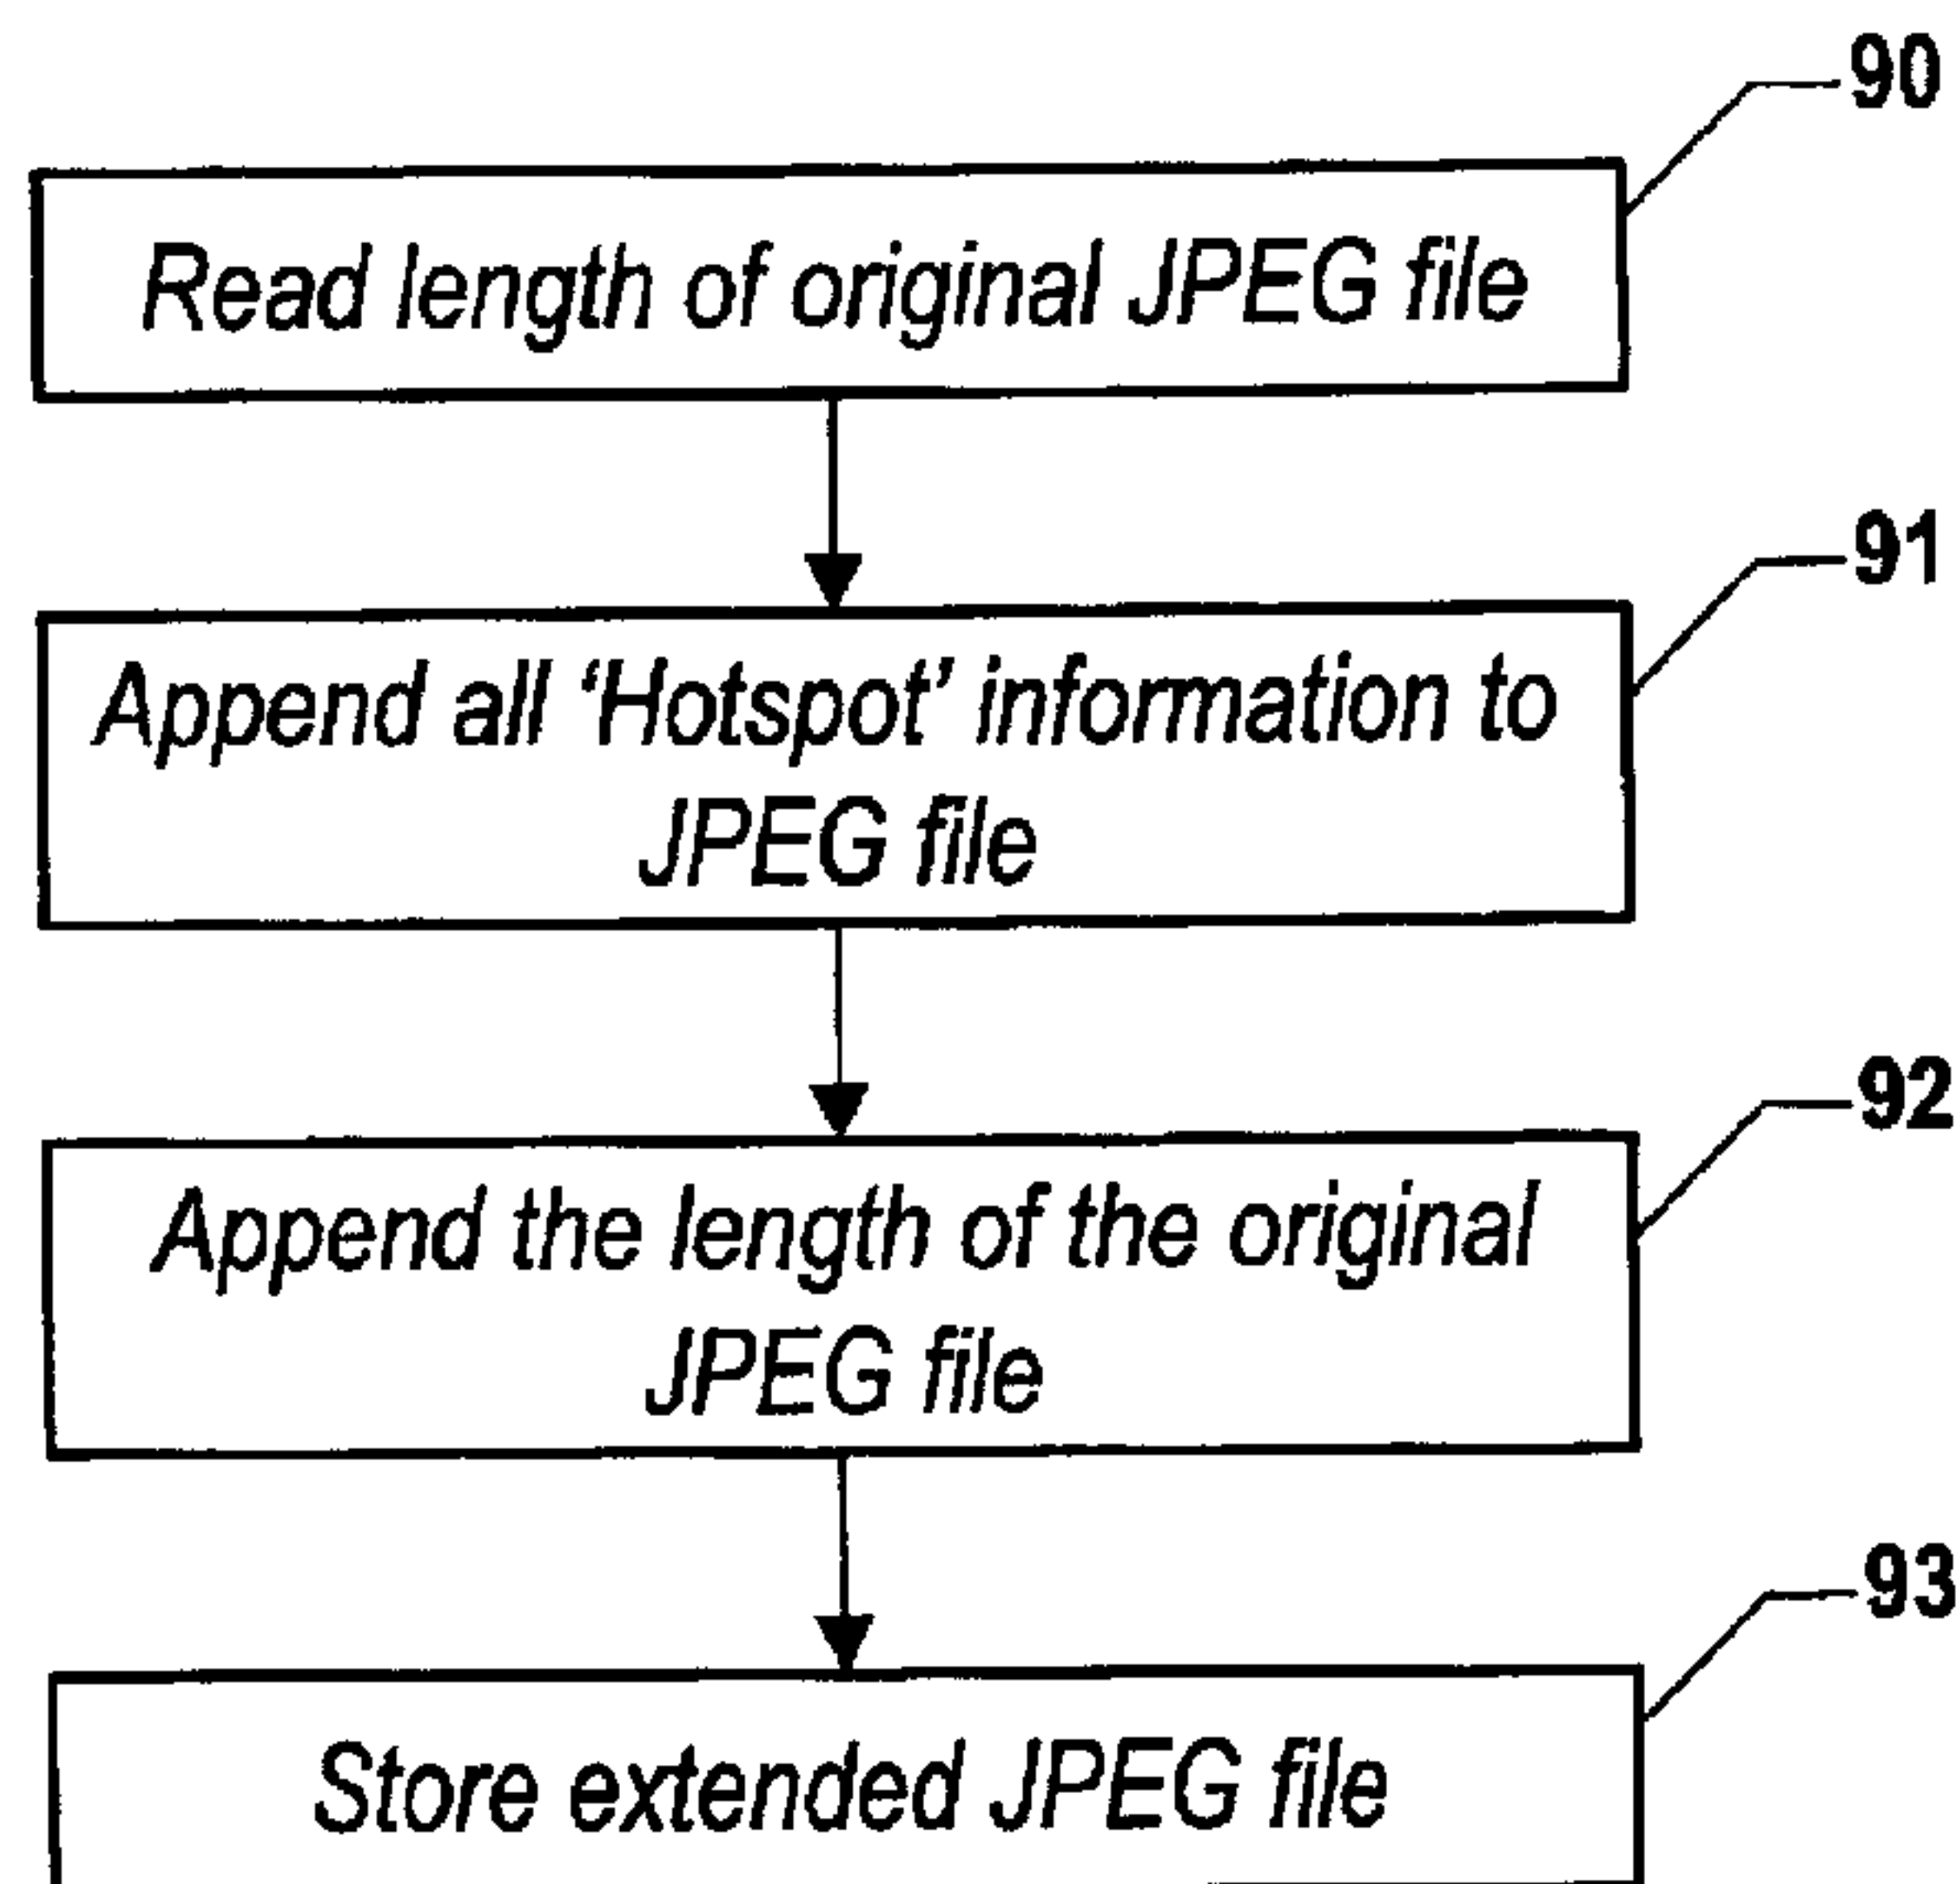 90
Read length of original JPEG file
91
Append all ‘Hotspot’ information to
JPEG file
92
Append the length of the original
JPEG file
93
Store extended JPEG file